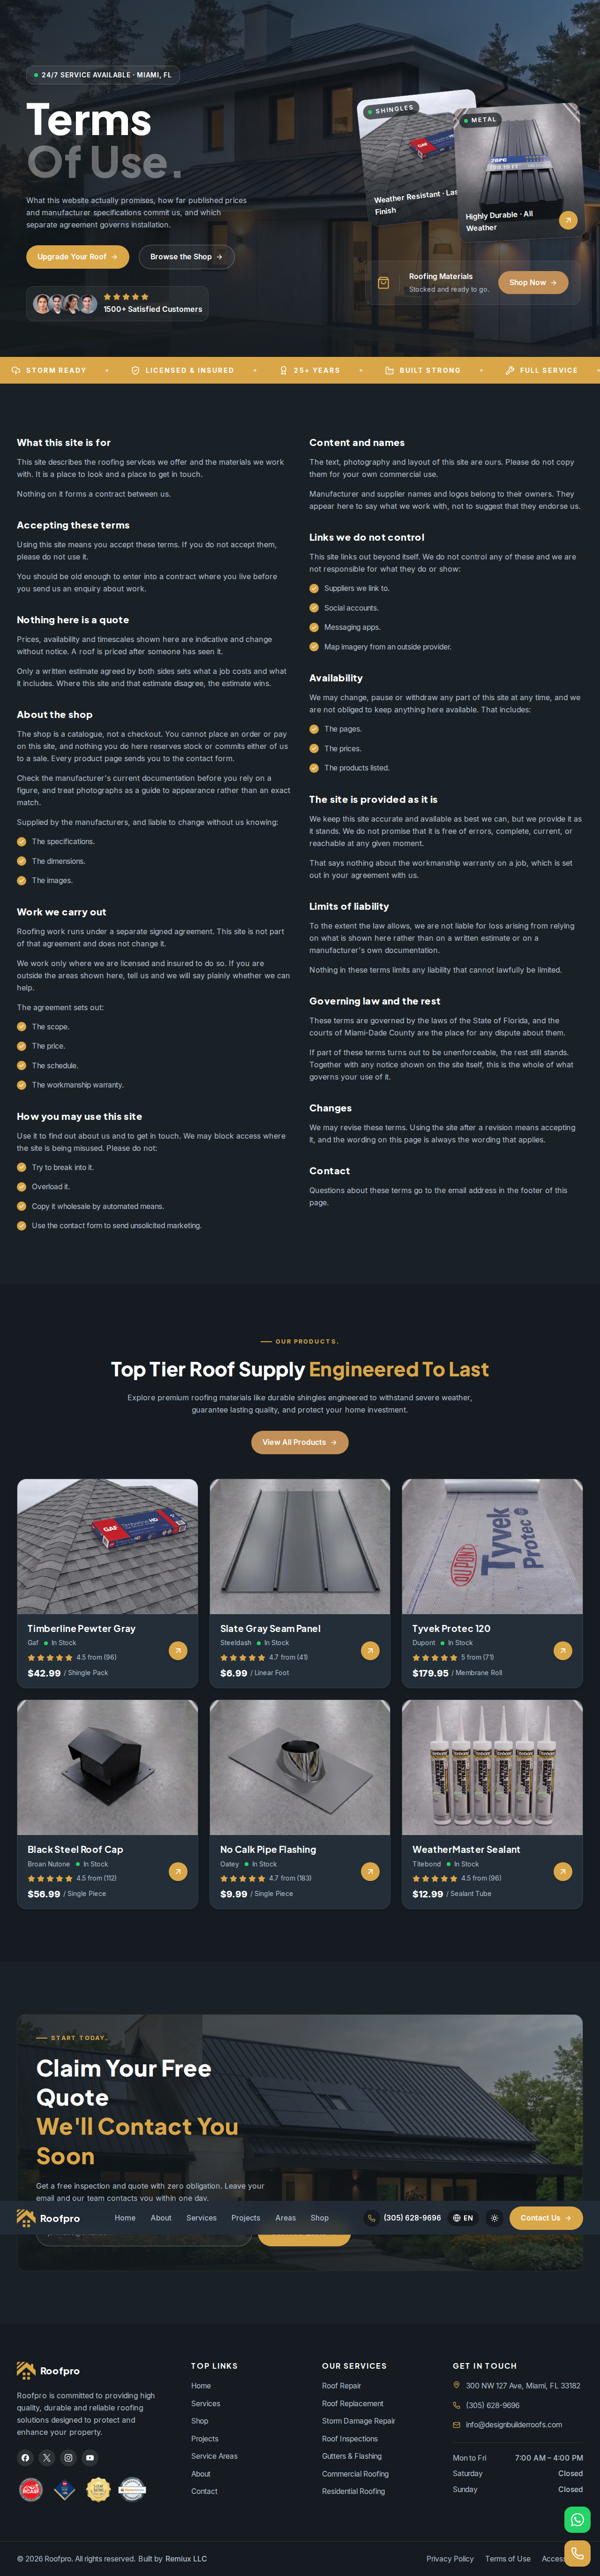 24/7 SERVICE AVAILABLE · MIAMI, FL
Terms
Of Use.
What this website actually promises, how far published prices
and manufacturer specifications commit us, and which
separate agreement governs installation.
Upgrade Your Roof
Browse the Shop
1500+ Satisfied Customers
SHINGLES
Weather Resistant · Las
Finish
METAL
Highly Durable · All
Weather
Roofing Materials
Stocked and ready to go.
Shop Now
STORM READY
LICENSED & INSURED
25+ YEARS
BUILT STRONG
FULL SERVICE
What this site is for
This site describes the roofing services we offer and the materials we work
with. It is a place to look and a place to get in touch.
Nothing on it forms a contract between us.
Accepting these terms
Using this site means you accept these terms. If you do not accept them,
please do not use it.
You should be old enough to enter into a contract where you live before
you send us an enquiry about work.
Nothing here is a quote
Prices, availability and timescales shown here are indicative and change
without notice. A roof is priced after someone has seen it.
Only a written estimate agreed by both sides sets what a job costs and what
it includes. Where this site and that estimate disagree, the estimate wins.
About the shop
The shop is a catalogue, not a checkout. You cannot place an order or pay
on this site, and nothing you do here reserves stock or commits either of us
to a sale. Every product page sends you to the contact form.
Check the manufacturer's current documentation before you rely on a
figure, and treat photographs as a guide to appearance rather than an exact
match.
Supplied by the manufacturers, and liable to change without us knowing:
The specifications.
The dimensions.
The images.
Work we carry out
Roofing work runs under a separate signed agreement. This site is not part
of that agreement and does not change it.
We work only where we are licensed and insured to do so. If you are
outside the areas shown here, tell us and we will say plainly whether we can
help.
The agreement sets out:
The scope.
The price.
The schedule.
The workmanship warranty.
How you may use this site
Use it to find out about us and to get in touch. We may block access where
the site is being misused. Please do not:
Try to break into it.
Overload it.
Copy it wholesale by automated means.
Use the contact form to send unsolicited marketing.
Content and names
The text, photography and layout of this site are ours. Please do not copy
them for your own commercial use.
Manufacturer and supplier names and logos belong to their owners. They
appear here to say what we work with, not to suggest that they endorse us.
Links we do not control
This site links out beyond itself. We do not control any of these and we are
not responsible for what they do or show:
Suppliers we link to.
Social accounts.
Messaging apps.
Map imagery from an outside provider.
Availability
We may change, pause or withdraw any part of this site at any time, and we
are not obliged to keep anything here available. That includes:
The pages.
The prices.
The products listed.
The site is provided as it is
We keep this site accurate and available as best we can, but we provide it as
it stands. We do not promise that it is free of errors, complete, current, or
reachable at any given moment.
That says nothing about the workmanship warranty on a job, which is set
out in your agreement with us.
Limits of liability
To the extent the law allows, we are not liable for loss arising from relying
on what is shown here rather than on a written estimate or on a
manufacturer's own documentation.
Nothing in these terms limits any liability that cannot lawfully be limited.
Governing law and the rest
These terms are governed by the laws of the State of Florida, and the
courts of Miami-Dade County are the place for any dispute about them.
If part of these terms turns out to be unenforceable, the rest still stands.
Together with any notice shown on the site itself, this is the whole of what
governs your use of it.
Changes
We may revise these terms. Using the site after a revision means accepting
it, and the wording on this page is always the wording that applies.
Contact
Questions about these terms go to the email address in the footer of this
page.
OUR PRODUCTS.
Top Tier Roof Supply Engineered To Last
Explore premium roofing materials like durable shingles engineered to withstand severe weather,
guarantee lasting quality, and protect your home investment.
View All Products
GAF
Timberline Pewter Gray
Gaf In Stock
4.5 from (96)
$42.99 / Shingle Pack
Slate Gray Seam Panel
Steeldash In Stock
4.7 from (41)
$6.99 / Linear Foot
DUPONT
Tyvek
Protec
Tyvek Protec 120
Dupont In Stock
5 from (71)
$179.95 / Membrane Roll
Black Steel Roof Cap
Broan Nutone In Stock
4.5 from (112)
$56.99 / Single Piece
No Calk Pipe Flashing
Oatey In Stock
4.7 from (183)
$9.99 / Single Piece
WeatherMaster Sealant
Titebond In Stock
4.5 from (96)
$12.99 / Sealant Tube
START TODAY.
Claim Your Free
Quote
We'll Contact You
Soon
Get a free inspection and quote with zero obligation. Leave your
email and our team contacts you within one day.
Roofpro
Home
About
Services
Projects
Areas
Shop
(305) 628-9696
EN
Contact Us
Roofpro
Roofpro is committed to providing high
quality, durable and reliable roofing
solutions designed to protect and
enhance your property.
TOP LINKS
Home
Services
Shop
Projects
Service Areas
About
Contact
OUR SERVICES
Roof Repair
Roof Replacement
Storm Damage Repair
Roof Inspections
Gutters & Flashing
Commercial Roofing
Residential Roofing
GET IN TOUCH
300 NW 127 Ave, Miami, FL 33182
(305) 628-9696
info@designbuilderroofs.com
Mon to Fri 7:00 AM – 4:00 PM
Saturday Closed
Sunday Closed
© 2026 Roofpro. All rights reserved. Built by Remiux LLC
Privacy Policy
Terms of Use